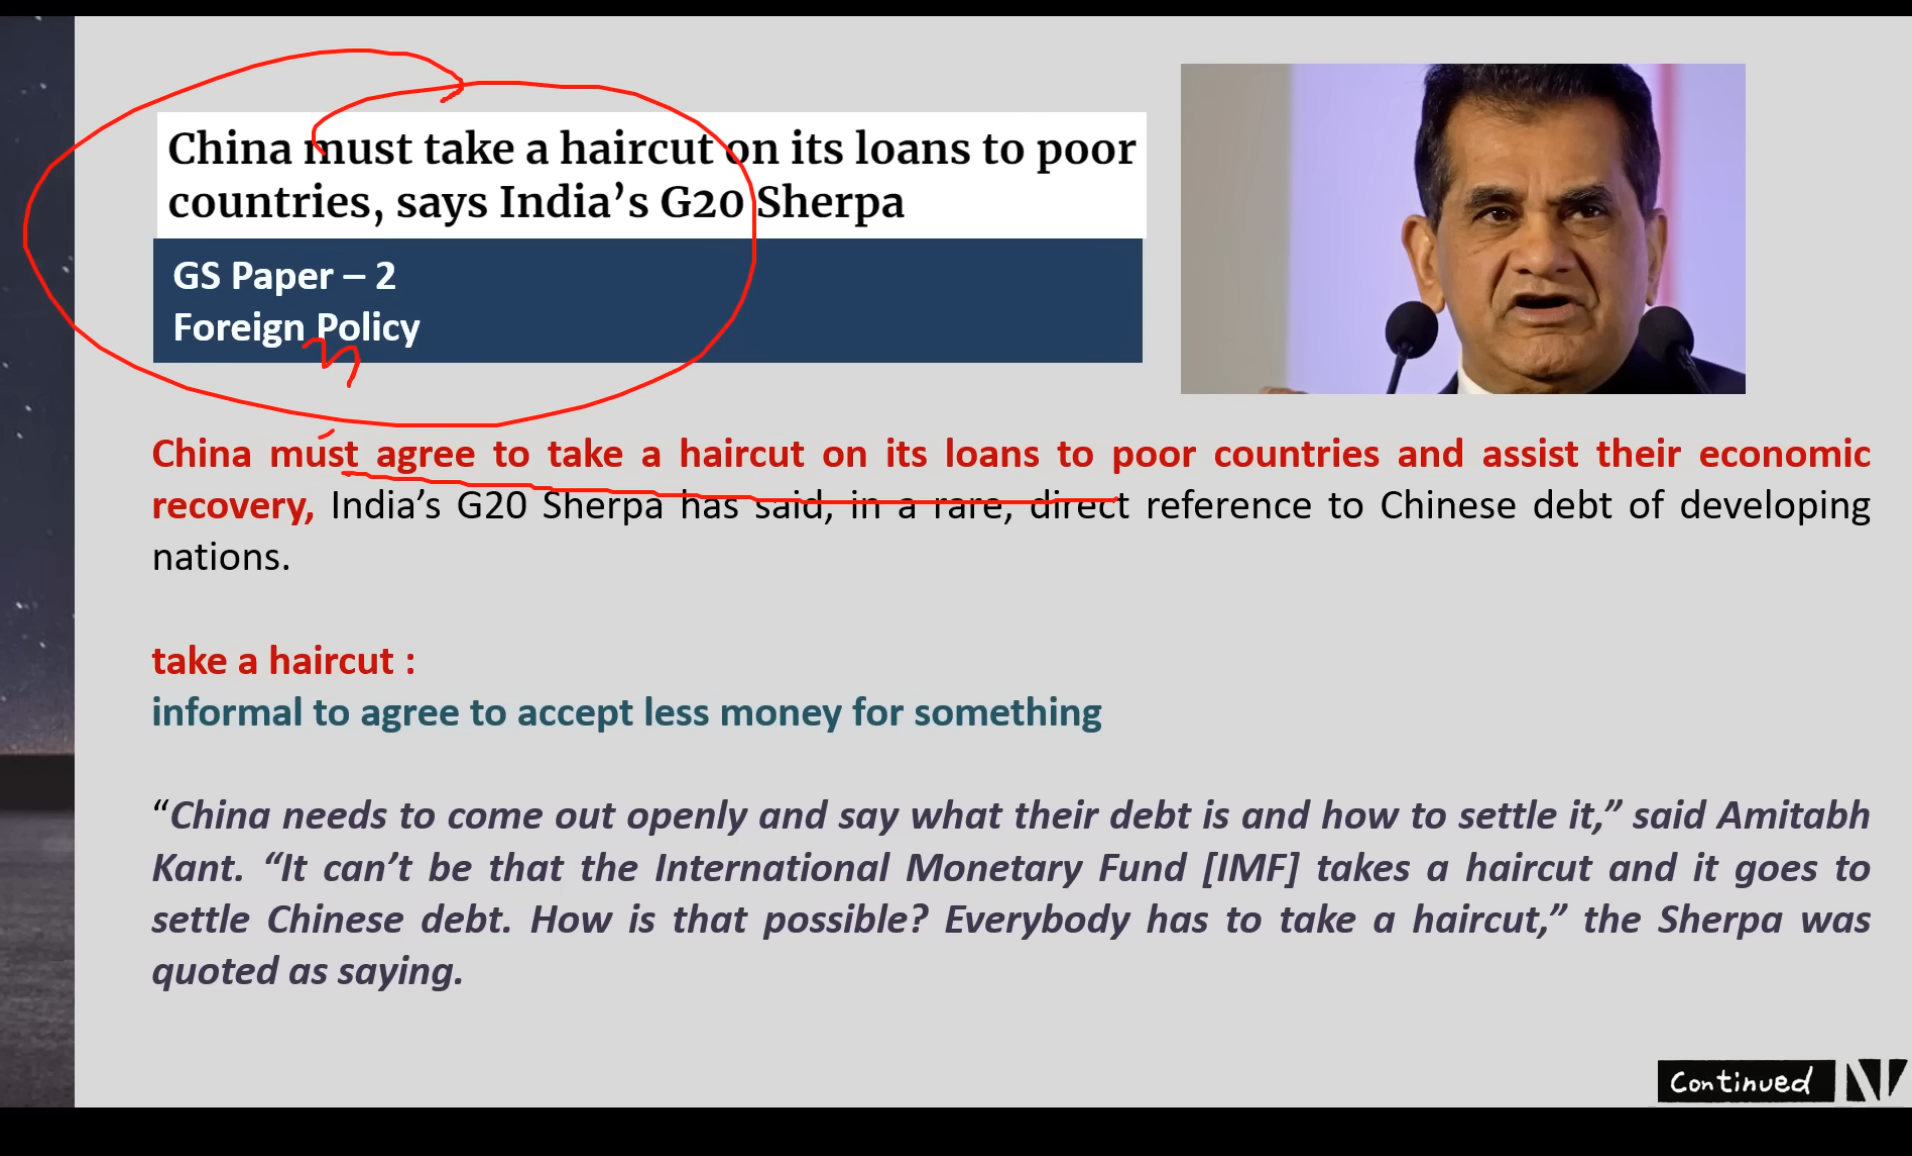 China must take a haircut on its loans to poor
countries, says India’s G20 Sherpa
GS Paper – 2
Foreign Policy
China must agree to take a haircut on its loans to poor countries and assist their economic
recovery, India’s G20 Sherpa has said, in a rare, direct reference to Chinese debt of developing
nations.
take a haircut :
informal to agree to accept less money for something
“China needs to come out openly and say what their debt is and how to settle it,” said Amitabh
Kant. “It can’t be that the International Monetary Fund [IMF] takes a haircut and it goes to
settle Chinese debt. How is that possible? Everybody has to take a haircut,” the Sherpa was
quoted as saying.
Continued